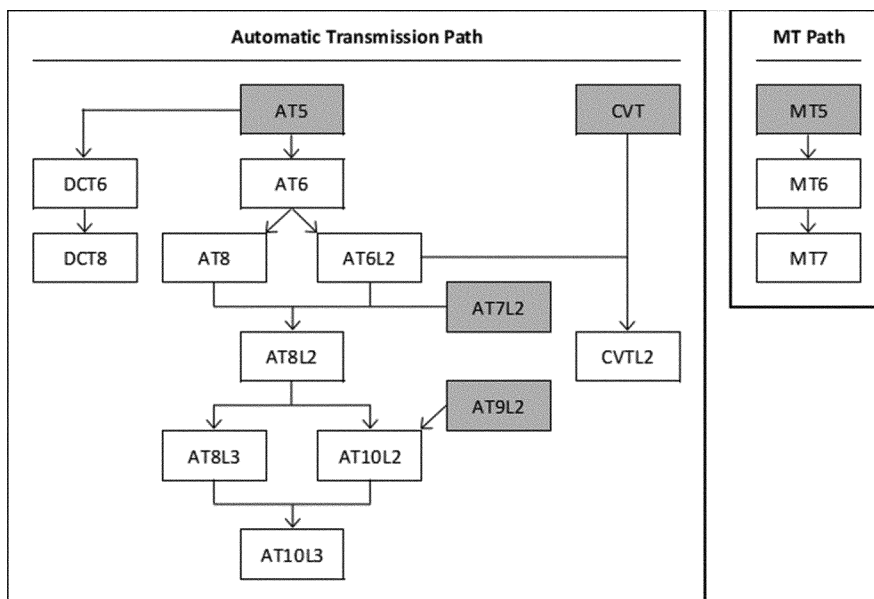 Automatic Transmission Path
MT Path
AT5
CVT
MT5
DCT6
AT6
MT6
DCT8
AT8
AT6L2
MT7
AT7L2
AT8L2
CVTL2
AT9L2
AT8L3
AT10L2
AT10L3